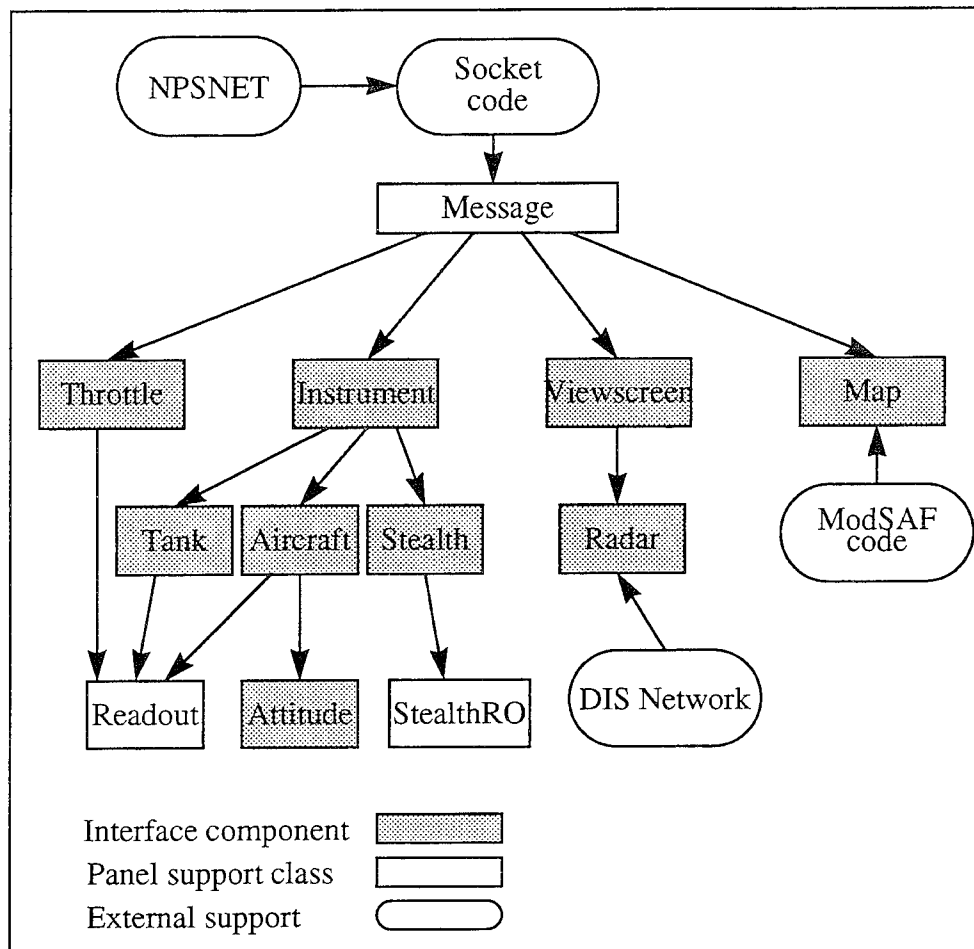 NPSNET
Socket
code
Message
Throttle
Instrument
Viewscreen
Map
Tank
Aircraft
Stealth
Radar
ModSAF
code
Readout
Attitude
StealthRO
DIS Network
Interface component
Panel support class
External support